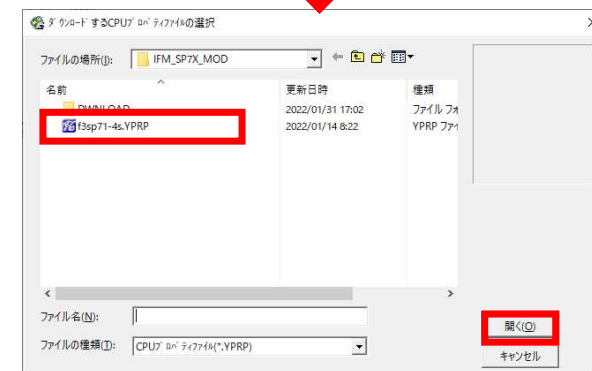 ﾀﾞｳﾝﾛｰﾄﾞするCPUﾌﾟﾛﾊﾟﾃｨﾌｧｲﾙの選択
ファイルの場所(I):
IFM_SP7X_MOD
名前
更新日時
種類
DWNLOAD
2022/01/31 17:02
ファイル フォ
f3sp71-4s.YPRP
2022/01/14 8:22
YPRP ファイ
ファイル名(N):
開く(O)
ファイルの種類(T):
CPUﾌﾟﾛﾊﾟﾃｨﾌｧｲﾙ(*.YPRP)
キャンセル